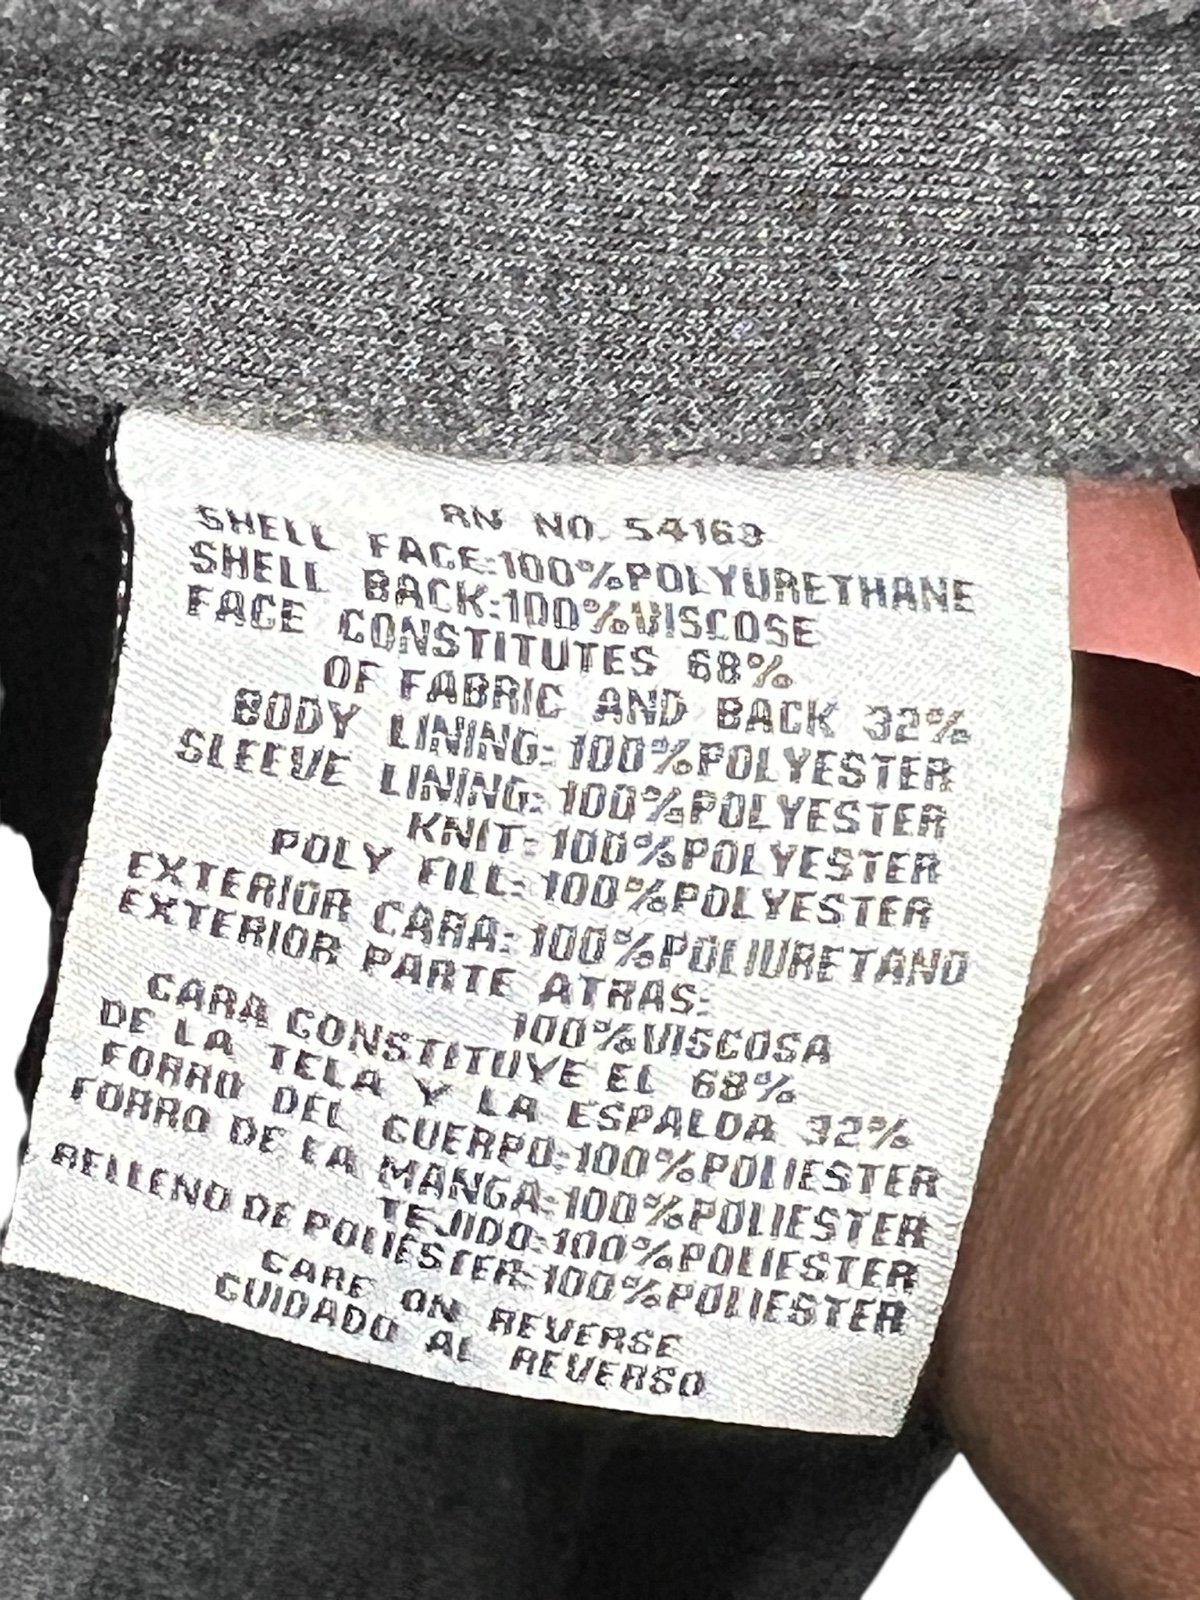 RN NO. 54163
SHELL FACE:100%POLYURETHANE
SHELL BACK:100%VISCOSE
FACE CONSTITUTES 68%
OF FABRIC AND BACK 32%
BODY LINING:100%POLYESTER
SLEEVE LINING:100%POLYESTER
KNIT:100%POLYESTER
POLY FILL:100%POLYESTER
EXTERIOR CARA:100%POLIURETANO
EXTERIOR PARTE ATRAS:
100%VISCOSA
CARA CONSTITUYE EL 68%
DE LA TELA Y LA ESPALDA 32%
FORRO DEL CUERPO:100%POLIESTER
FORRO DE LA MANGA:100%POLIESTER
TEJIDO:100%POLIESTER
RELLENO DE POLIESTER:100%POLIESTER
CARE ON REVERSE
CUIDADO AL REVERSO